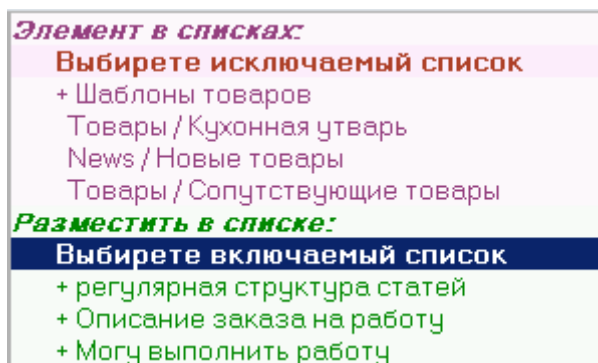 Элемент в списках:
Выбирете исключаемый список
+ Шаблоны товаров
Товары / Кухонная утварь
News / Новые товары
Товары / Сопутствующие товары
Разместить в списке:
Выбирете включаемый список
+ регулярная структура статей
+ Описание заказа на работу
+ Могу выполнить работу